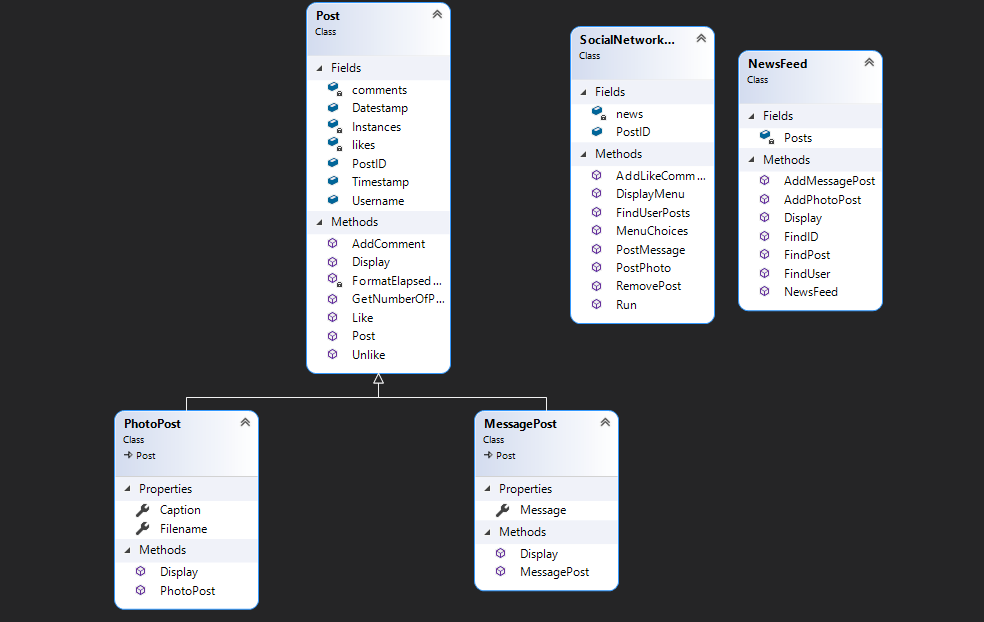 Post
Class
Fields
comments
Datestamp
Instances
likes
PostID
Timestamp
Username
Methods
AddComment
Display
FormatElapsed ...
GetNumberOfP...
Like
Post
Unlike
SocialNetwork...
Class
Fields
news
PostID
Methods
AddLikeComm...
DisplayMenu
FindUserPosts
MenuChoices
PostMessage
PostPhoto
RemovePost
Run
NewsFeed
Class
Fields
Posts
Methods
AddMessagePost
AddPhotoPost
Display
FindID
FindPost
FindUser
NewsFeed
PhotoPost
Class
Post
Properties
Caption
Filename
Methods
Display
PhotoPost
MessagePost
Class
Post
Properties
Message
Methods
Display
MessagePost